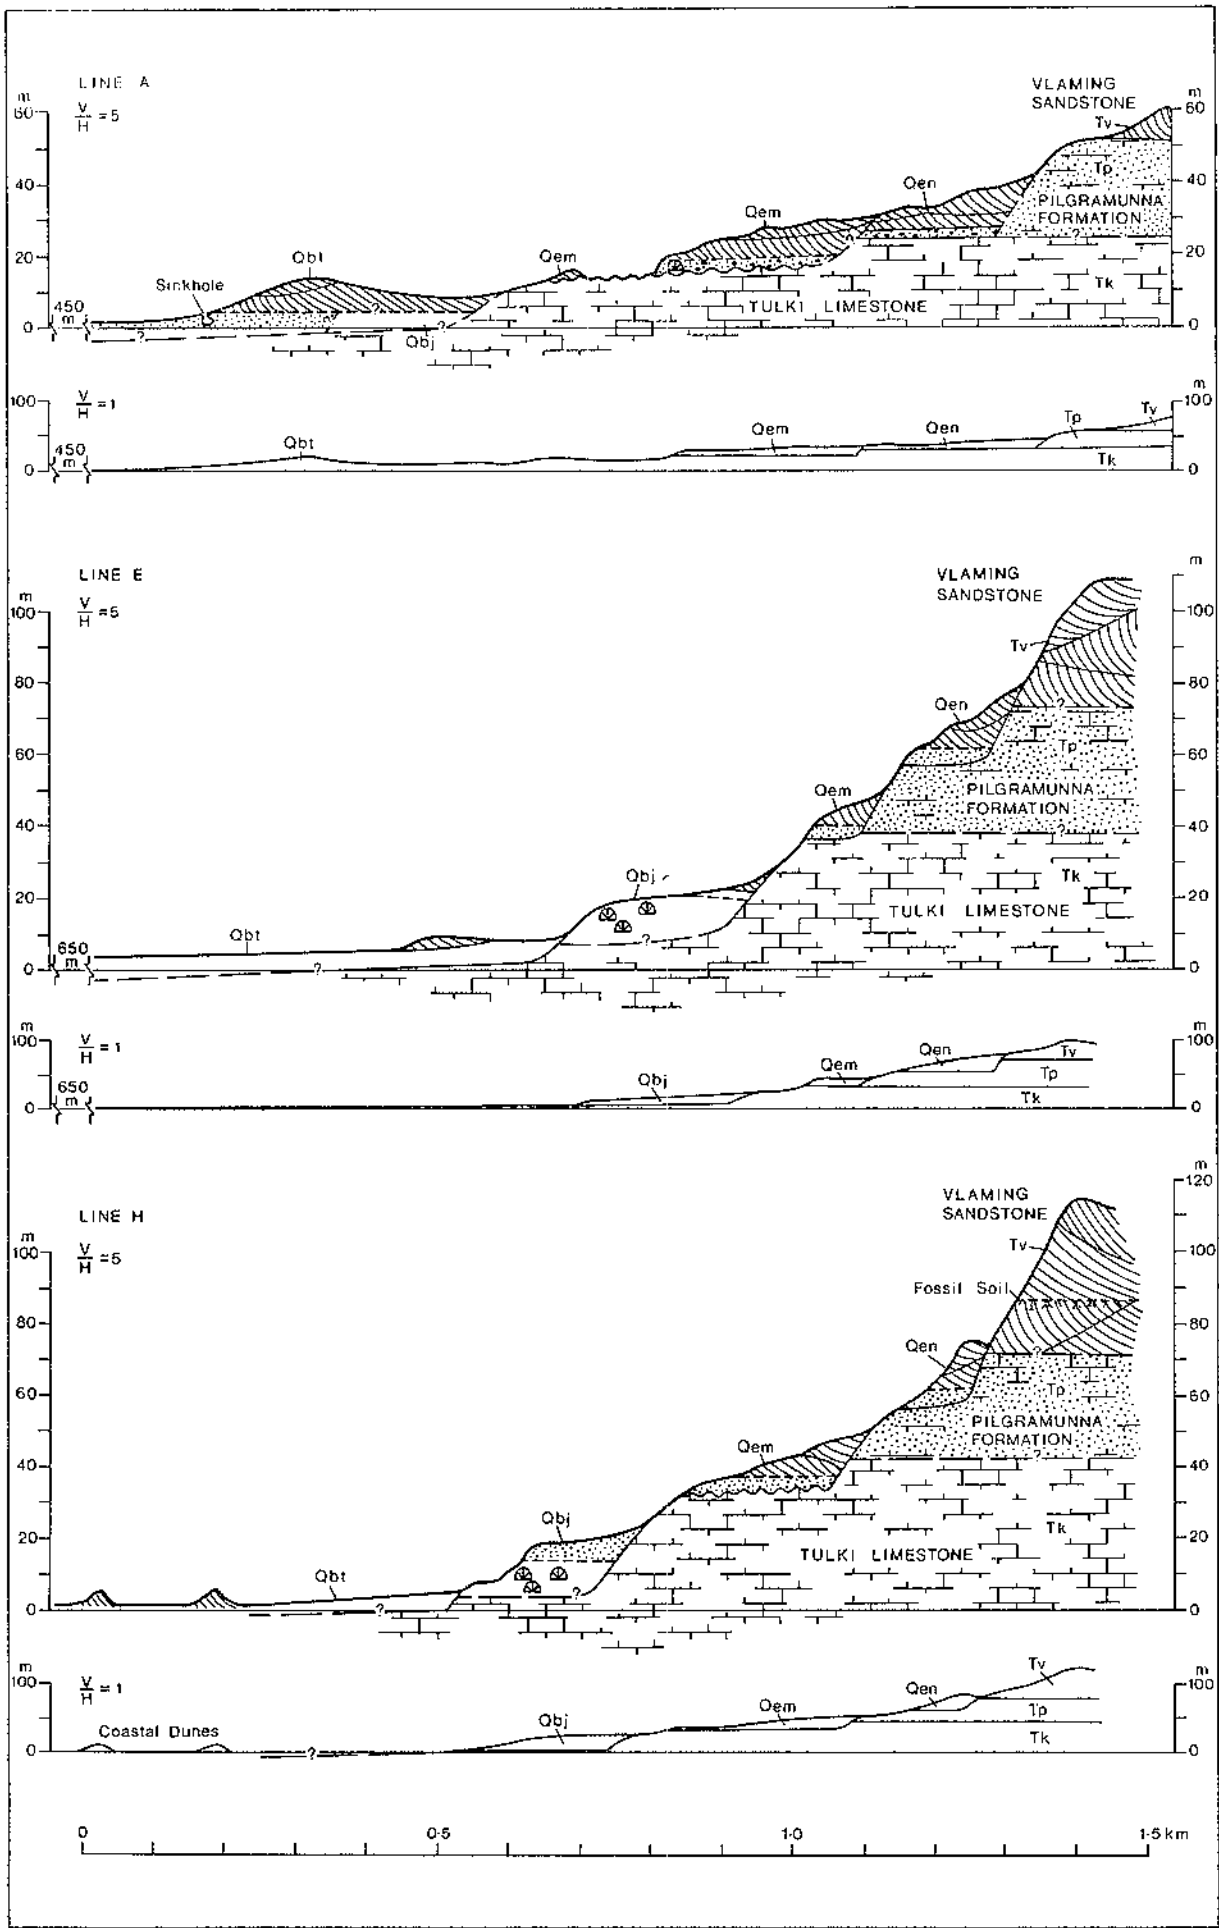 LINE A
V
H =5
m
60
40
20
450
m
0
Sinkhole
Qbt
Qem
Qem
Qen
VLAMING
SANDSTONE
Tv
Tp
PILGRAMUNNA
FORMATION
?
Tk
TULKI LIMESTONE
?
?
Qbj
?
m
60
40
20
0
V
H =1
100
450
m
0
Qbt
Qem
Qen
Tp
Tv
Tk
m
100
0
LINE E
V
H =5
m
100
80
60
40
20
650
m
0
Qbt
Qbj
Qem
Qen
VLAMING
SANDSTONE
Tv
?
Tp
PILGRAMUNNA
FORMATION
?
Tk
TULKI LIMESTONE
?
?
m
100
80
60
40
20
0
m
100
V
H =1
650
m
0
Qbj
Qem
Qen
Tv
Tp
Tk
m
100
0
LINE H
V
H =5
m
100
80
60
40
20
0
Qbt
Qbj
Qem
Qen
Fossil Soil
VLAMING
SANDSTONE
Tv
?
Tp
PILGRAMUNNA
FORMATION
?
Tk
TULKI LIMESTONE
?
?
m
120
100
80
60
40
20
0
m
100
V
H =1
0
Coastal Dunes
?
Qbj
Qem
Qen
Tv
Tp
Tk
m
100
0
0 0·5 1·0 1·5 km